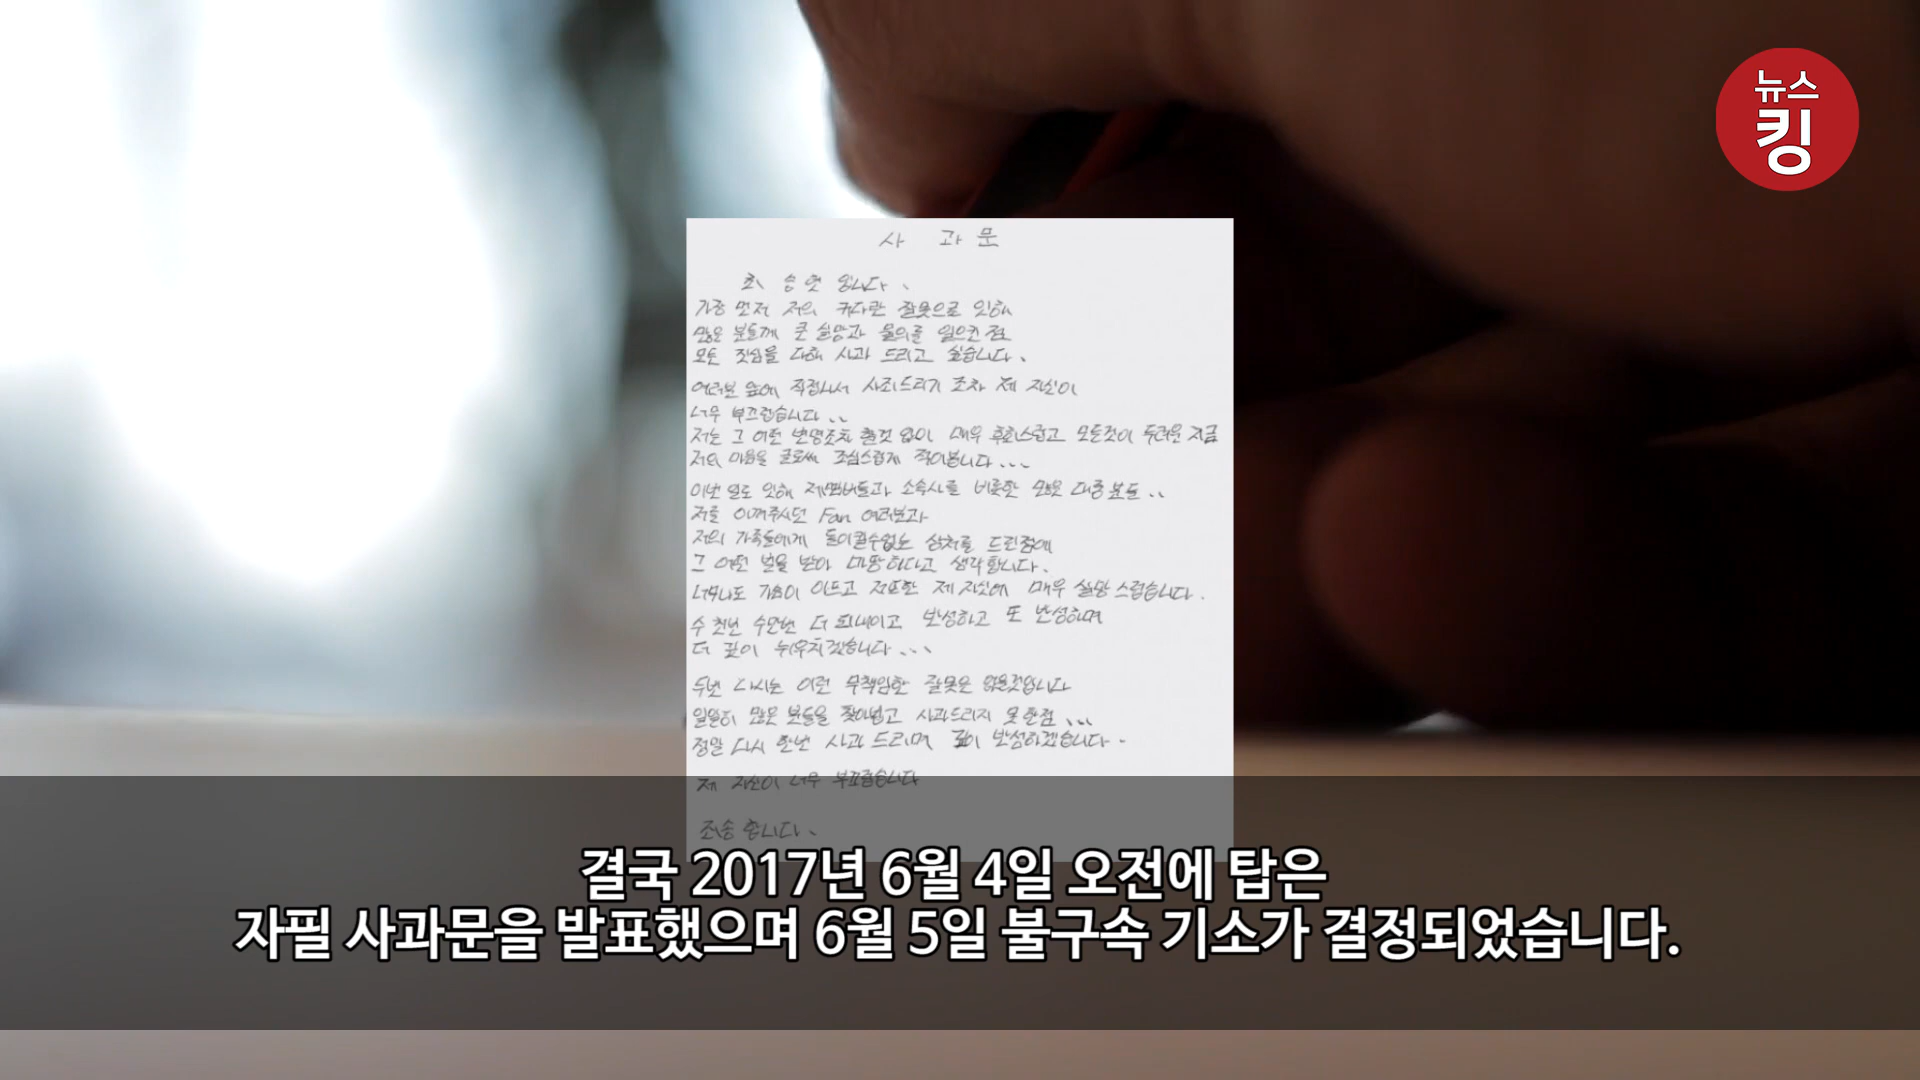 뉴스
킹
사 과 문
최 승 현 입니다.
가장 먼저 저의 커다란 잘못으로 인해
많은 분들께 큰 실망과 물의를 일으킨 점
모든 진심을 다해 사과 드리고 싶습니다.
여러분 앞에 직접나서 사죄드리기 조차 제 자신이
너무 부끄럽습니다..
저는 그 어떤 변명조차 할것 없이 매우 후회스럽고 모든것이 두려운 지금
저의 마음을 글로써 조심스럽게 적어봅니다...
이번 일로 인해 제멤버들과 소속사를 비롯한 많은 대중분들..
저를 아껴주시던 Fan 여러분과
저의 가족들에게 돌이킬수없는 상처를 드린점에
그 어떤 벌을 받아 마땅하다고 생각합니다.
너무나도 가슴이 아프고 저또한 제 자신에 매우 실망 스럽습니다.
수 천번 수만번 더 되내이고 반성하고 또 반성하며
더 깊이 뉘우치겠습니다...
두번 다시는 이런 무책임한 잘못은 없을것입니다
일일히 많은 분들을 찾아뵙고 사과드리지 못한점...
정말 다시 한번 사과 드리며 깊이 반성하겠습니다.
제 자신이 너무 부끄럽습니다
죄송합니다.
결국 2017년 6월 4일 오전에 탑은
자필 사과문을 발표했으며 6월 5일 불구속 기소가 결정되었습니다.